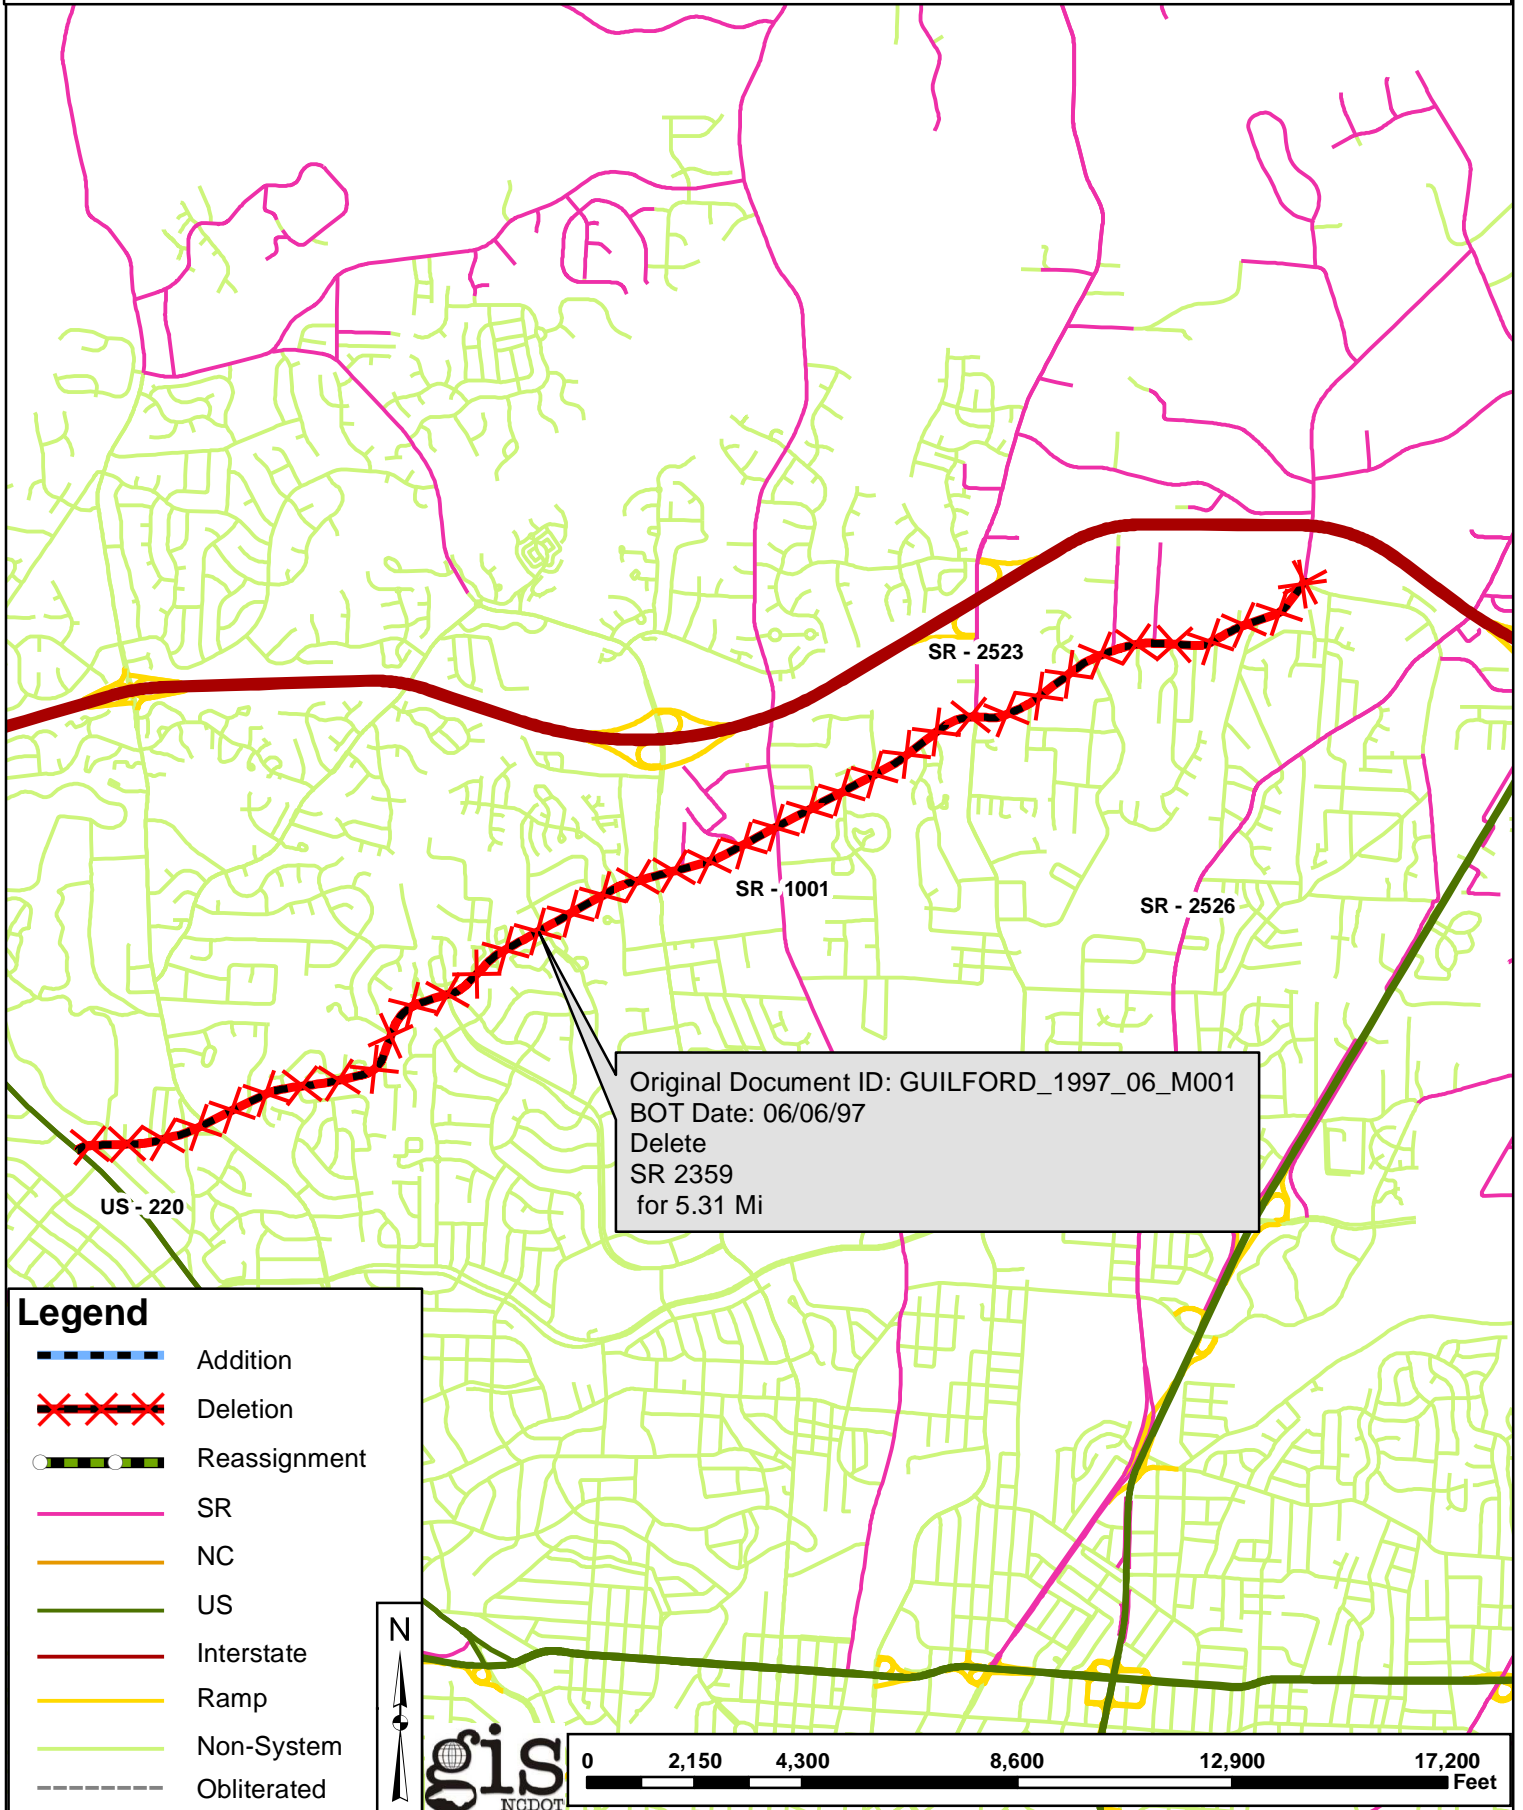 SR - 2523
SR - 1001
SR - 2526
Original Document ID: GUILFORD_1997_06_M001
BOT Date: 06/06/97
Delete
SR 2359
for 5.31 Mi
US - 220
Legend
Addition
Deletion
Reassignment
SR
NC
US
Interstate
Ramp
Non-System
Obliterated
N
gis
NCDOT
0 2,150 4,300 8,600 12,900 17,200
Feet